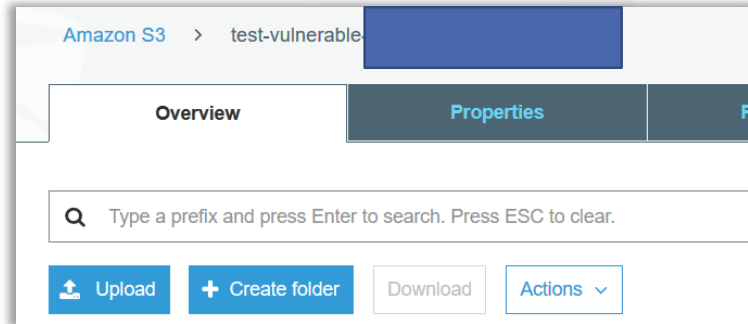 Amazon S3 > test-vulnerable-
Overview Properties
Type a prefix and press Enter to search. Press ESC to clear.
Upload Create folder Download Actions